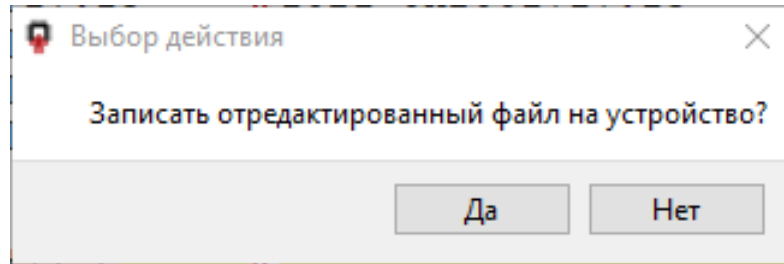 Выбор действия
Записать отредактированный файл на устройство?
Да
Нет